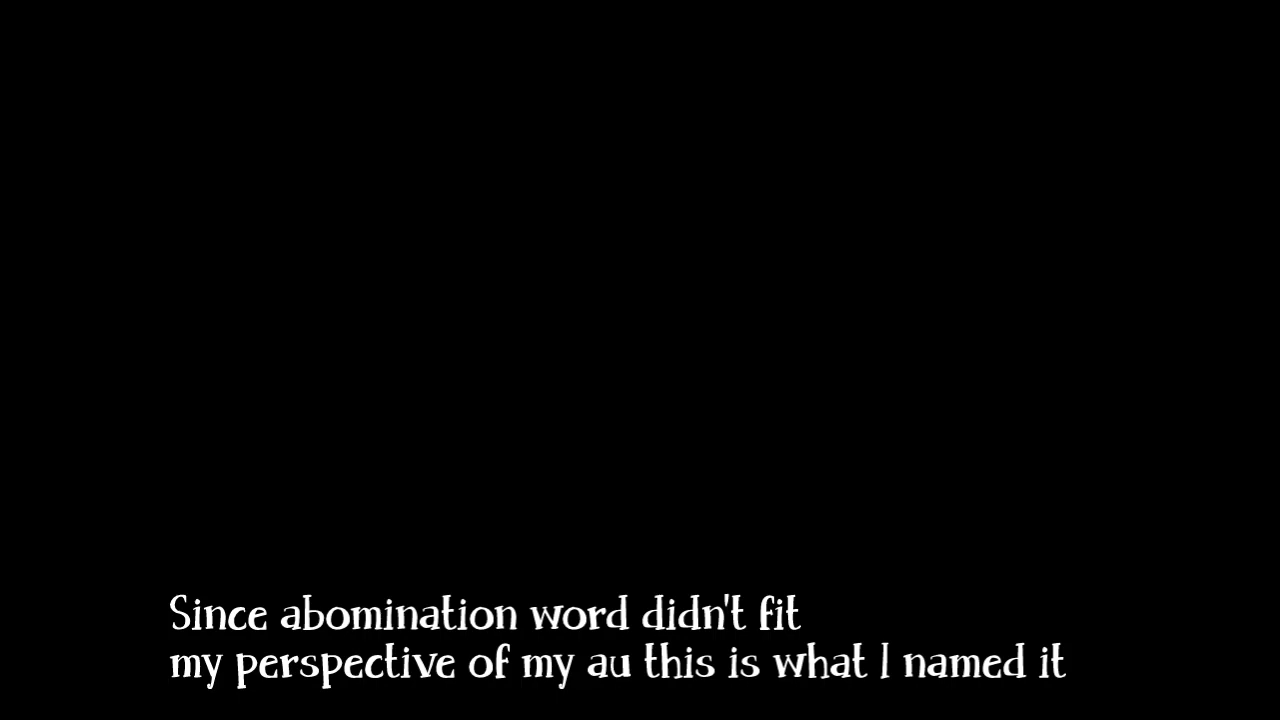 Since abomination word didn't fit
my perspective of my au this is what I named it